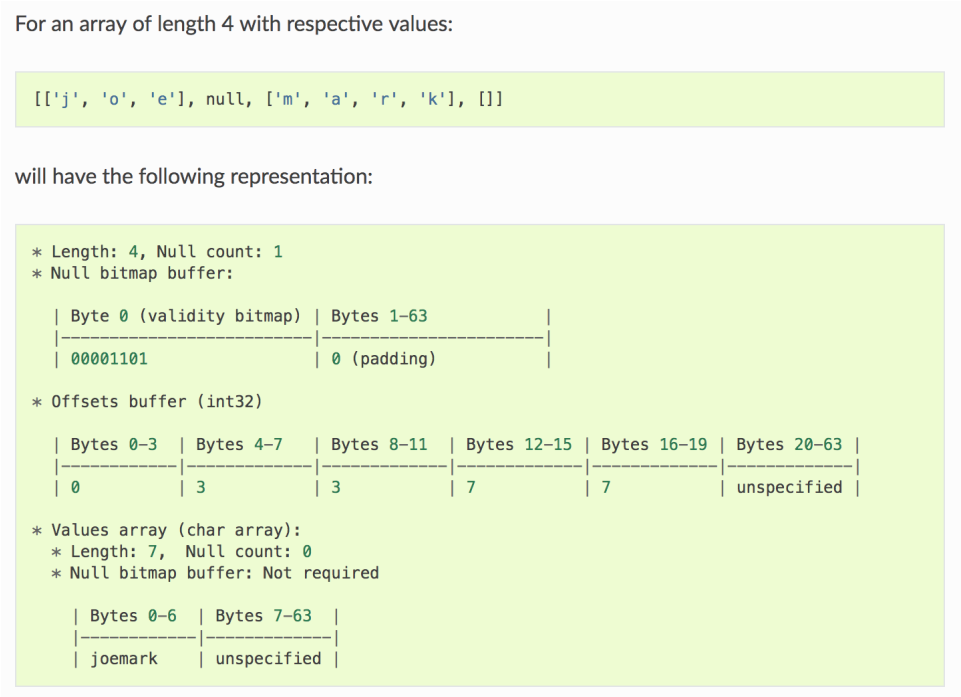 For an array of length 4 with respective values:
[['j', 'o', 'e'], null, ['m', 'a', 'r', 'k'], []]
will have the following representation:
* Length: 4, Null count: 1
* Null bitmap buffer:
| Byte 0 (validity bitmap) | Bytes 1-63            |
|--------------------------|-----------------------|
| 00001101                 | 0 (padding)           |
* Offsets buffer (int32)
| Bytes 0-3  | Bytes 4-7   | Bytes 8-11  | Bytes 12-15 | Bytes 16-19 | Bytes 20-63 |
|------------|-------------|-------------|-------------|-------------|-------------|
| 0          | 3           | 3           | 7           | 7           | unspecified |
* Values array (char array):
* Length: 7,  Null count: 0
* Null bitmap buffer: Not required
| Bytes 0-6  | Bytes 7-63  |
|------------|-------------|
| joemark    | unspecified |